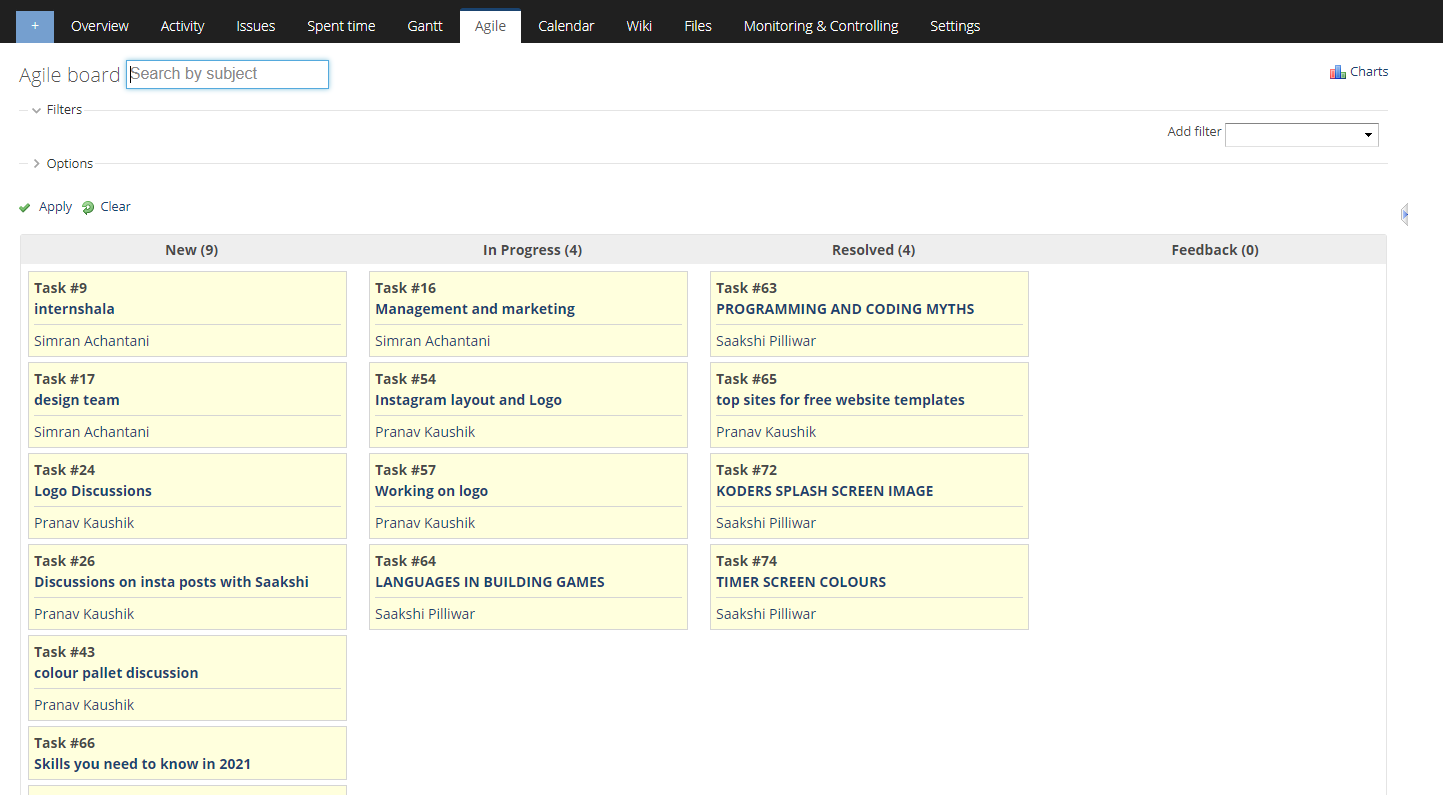 + Overview Activity Issues Spent time Gantt Agile Calendar Wiki Files Monitoring & Controlling Settings
Agile board Search by subject
Charts
Filters
Add filter
Options
Apply Clear
New (9) In Progress (4) Resolved (4) Feedback (0)
Task #9
internshala
Simran Achantani
Task #17
design team
Simran Achantani
Task #24
Logo Discussions
Pranav Kaushik
Task #26
Discussions on insta posts with Saakshi
Pranav Kaushik
Task #43
colour pallet discussion
Pranav Kaushik
Task #66
Skills you need to know in 2021
Task #16
Management and marketing
Simran Achantani
Task #54
Instagram layout and Logo
Pranav Kaushik
Task #57
Working on logo
Pranav Kaushik
Task #64
LANGUAGES IN BUILDING GAMES
Saakshi Pilliwar
Task #63
PROGRAMMING AND CODING MYTHS
Saakshi Pilliwar
Task #65
top sites for free website templates
Pranav Kaushik
Task #72
KODERS SPLASH SCREEN IMAGE
Saakshi Pilliwar
Task #74
TIMER SCREEN COLOURS
Saakshi Pilliwar